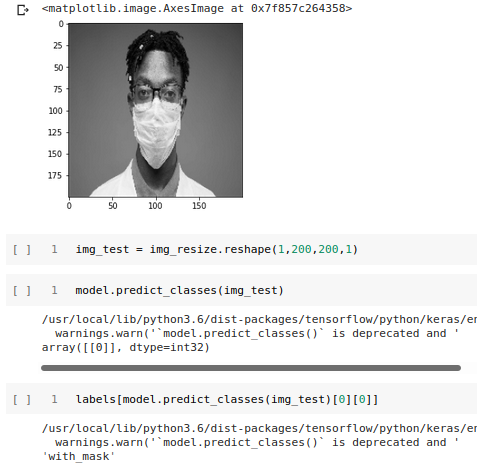 <matplotlib.image.AxesImage at 0x7f857c264358>
0
25
50
75
100
125
150
175
0 50 100 150
[ ] 1 img_test = img_resize.reshape(1,200,200,1)
[ ] 1 model.predict_classes(img_test)
/usr/local/lib/python3.6/dist-packages/tensorflow/python/keras/en
warnings.warn('`model.predict_classes()` is deprecated and '
array([[0]], dtype=int32)
[ ] 1 labels[model.predict_classes(img_test)[0][0]]
/usr/local/lib/python3.6/dist-packages/tensorflow/python/keras/en
warnings.warn('`model.predict_classes()` is deprecated and '
'with_mask'